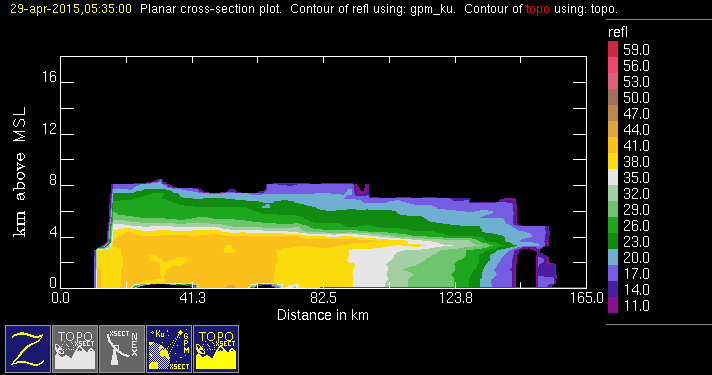 29-apr-2015,05:35:00 Planar cross-section plot. Contour of refl using: gpm_ku. Contour of topo using: topo.
refl
59.0
56.0
53.0
50.0
47.0
44.0
41.0
38.0
35.0
32.0
29.0
26.0
23.0
20.0
17.0
14.0
11.0
km above MSL
16
12
8
4
0
0.0 41.3 82.5 123.8 165.0
Distance in km
Z
TOPO
XSECT
XSECT
Ku
GPM
XSECT
TOPO
XSECT